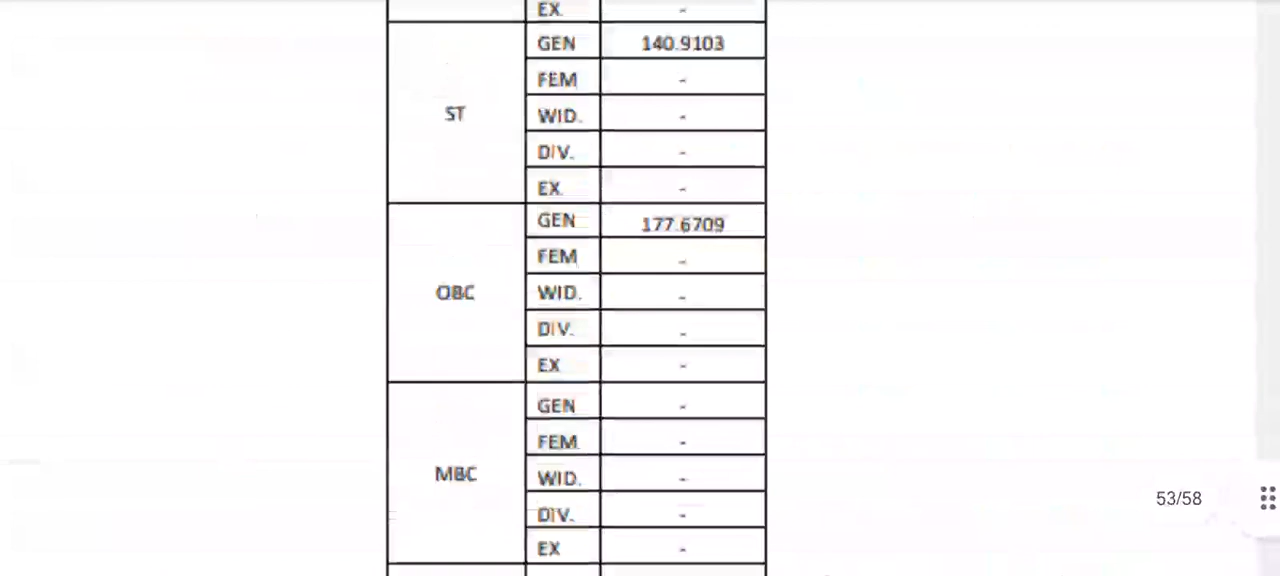 EX. -
ST
GEN 140.9103
FEM -
WID. -
DIV. -
EX. -
OBC
GEN 177.6709
FEM -
WID. -
DIV. -
EX -
MBC
GEN -
FEM -
WID. -
DIV. -
EX -
53/58